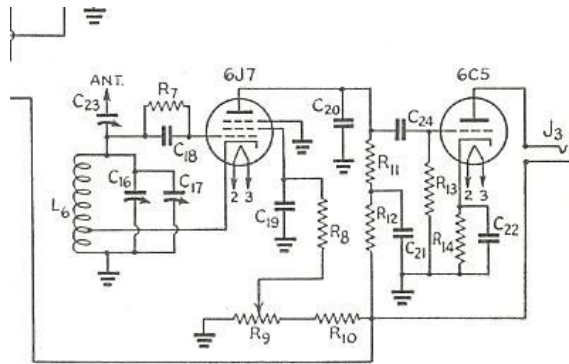 ANT.
C23
R7
6J7
C20
C24
6C5
J3
C18
R11
C16
C17
L6
2 3
C19
R8
R12
R13
2 3
C21
R14
C22
R9
R10